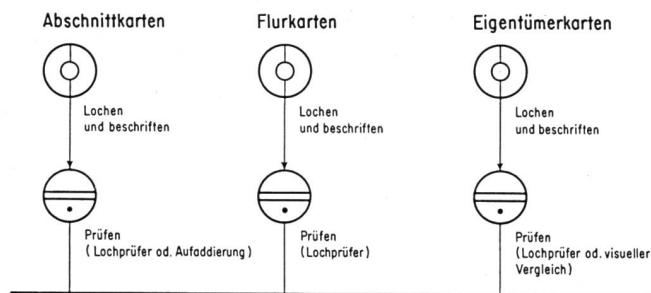 Abschnittkarten
Flurkarten
Eigentümerkarten
Lochen
und beschriften
Lochen
und beschriften
Lochen
und beschriften
Prüfen
(Lochprüfer od. Aufaddierung)
Prüfen
(Lochprüfer)
Prüfen
(Lochprüfer od. visueller
Vergleich)